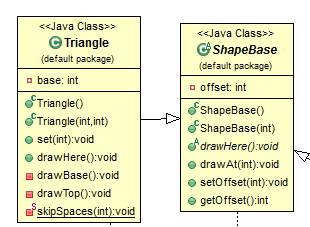 <<Java Class>>
Triangle
(default package)
base: int
Triangle()
Triangle(int,int)
set(int):void
drawHere():void
drawBase():void
drawTop():void
skipSpaces(int):void
<<Java Class>>
ShapeBase
(default package)
offset: int
ShapeBase()
ShapeBase(int)
drawHere():void
drawAt(int):void
setOffset(int):void
getOffset():int